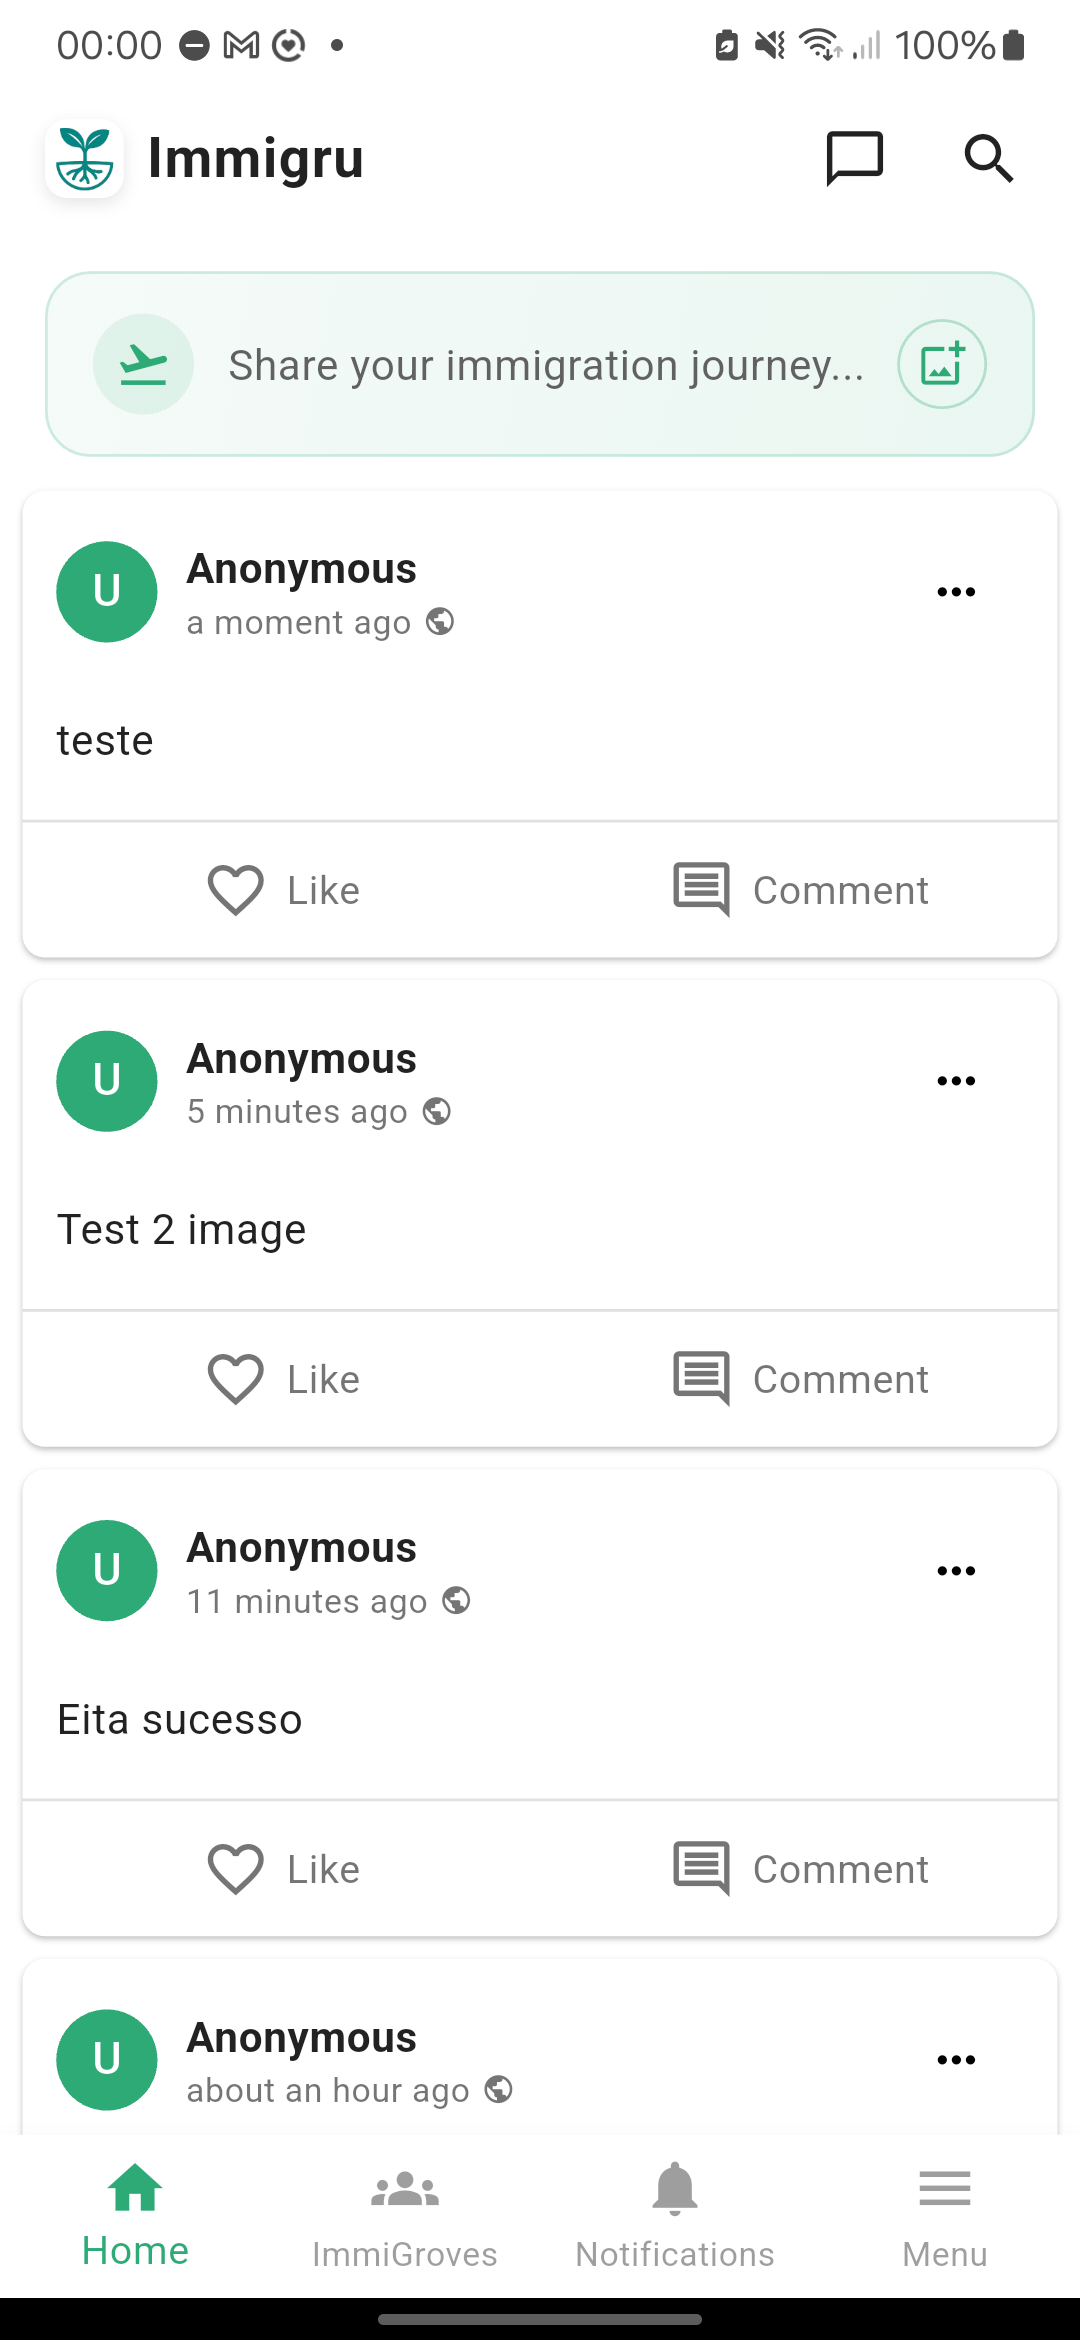 00:00 100%
Immigru
Share your immigration journey...
U Anonymous
a moment ago
teste
Like Comment
U Anonymous
5 minutes ago
Test 2 image
Like Comment
U Anonymous
11 minutes ago
Eita sucesso
Like Comment
U Anonymous
about an hour ago
Home ImmiGroves Notifications Menu